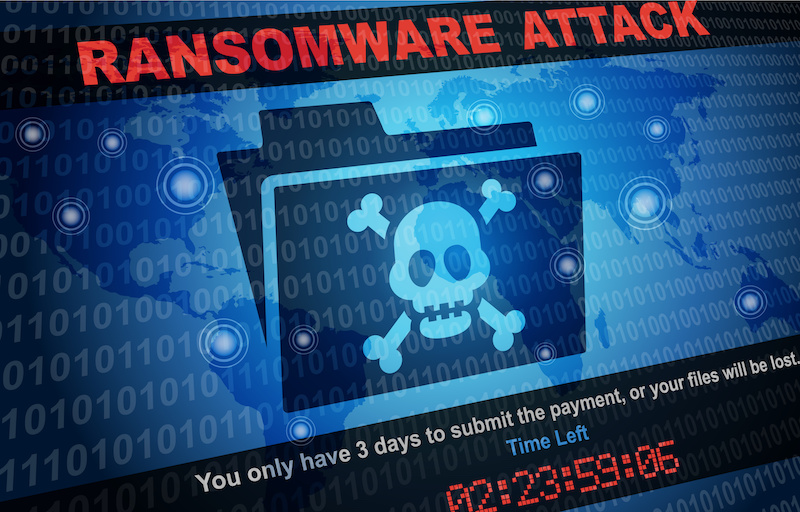 RANSOMWARE ATTACK
You only have 3 days to submit the payment, or your files will be lost.
Time Left
02:23:59:06